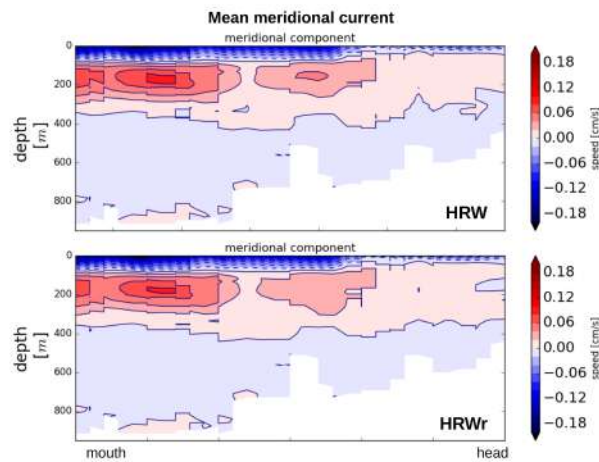 Mean meridional current
meridional component
0
200
400
600
800
depth
[m]
HRW
0.18
0.12
0.06
0.00
−0.06
−0.12
−0.18
speed [cm/s]
meridional component
0
200
400
600
800
depth
[m]
HRWr
0.18
0.12
0.06
0.00
−0.06
−0.12
−0.18
speed [cm/s]
mouth
head